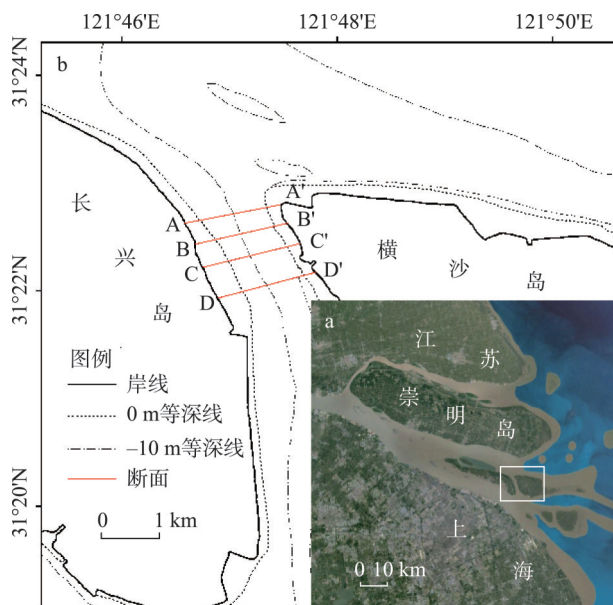 121°46′E 121°48′E 121°50′E
31°24′N
b
A A′
B B′
C C′
D D′
长兴岛
横沙岛
31°22′N
图例
岸线
0 m等深线
–10 m等深线
断面
0 1 km
31°20′N
a
江苏
崇明岛
上海
0 10 km